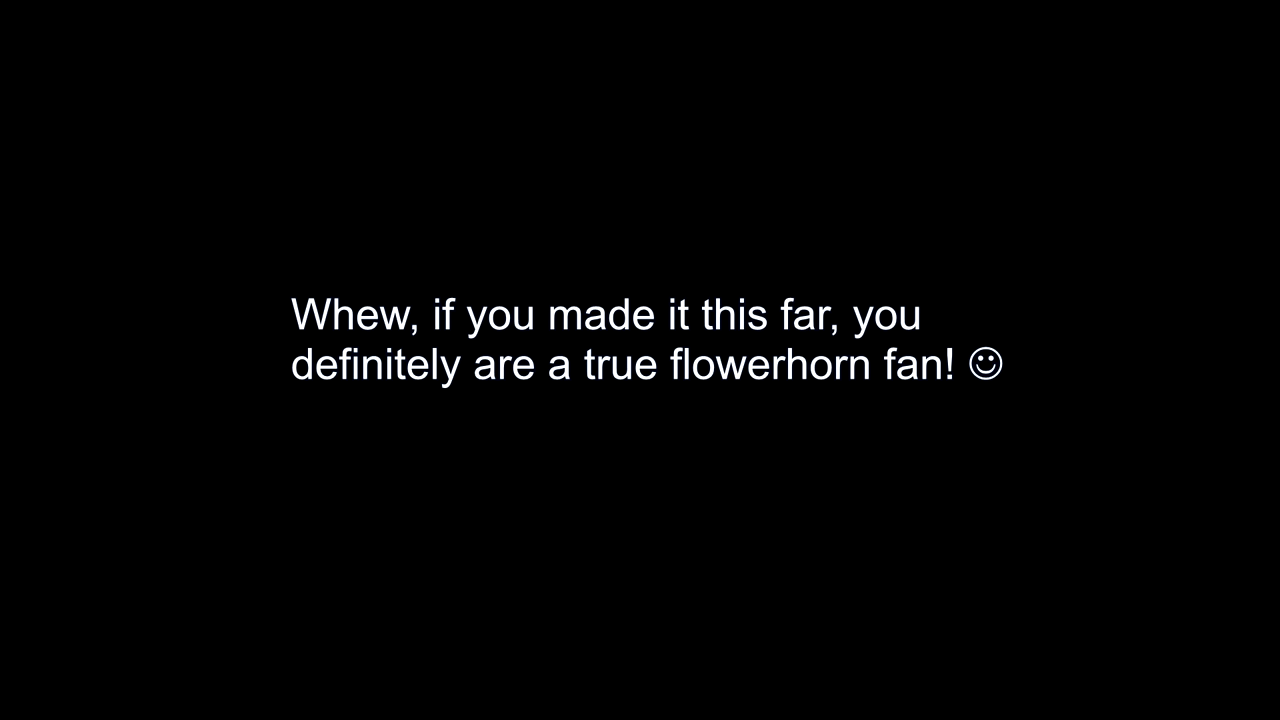 Whew, if you made it this far, you
definitely are a true flowerhorn fan! ☺